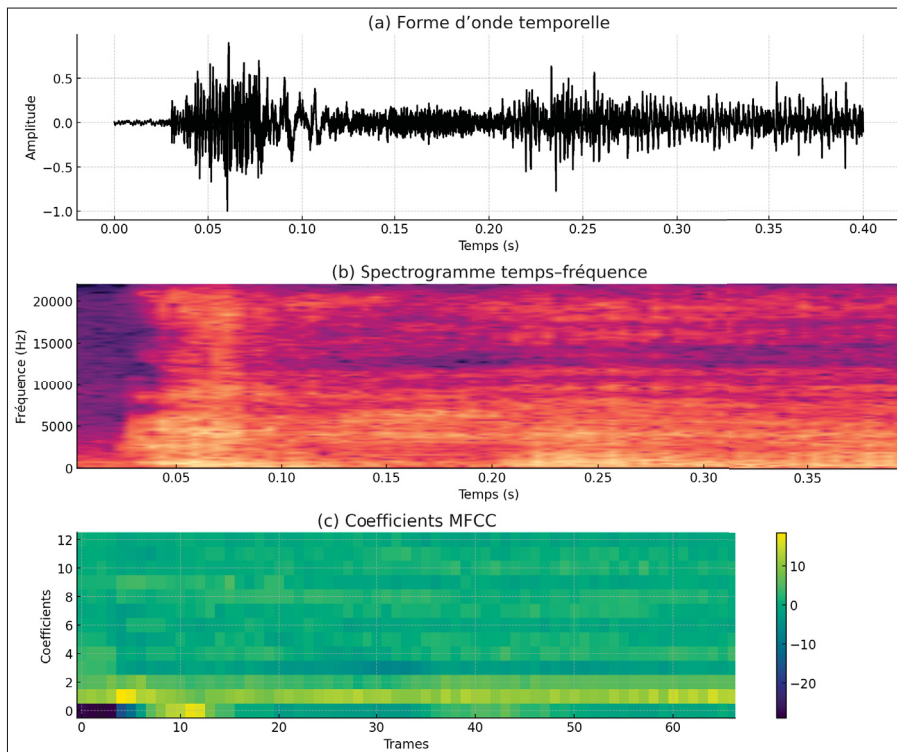 (a) Forme d’onde temporelle
0.5
0.0
−0.5
−1.0
Amplitude
0.00 0.05 0.10 0.15 0.20 0.25 0.30 0.35 0.40
Temps (s)
(b) Spectrogramme temps–fréquence
20000
15000
10000
5000
0
Fréquence (Hz)
0.05 0.10 0.15 0.20 0.25 0.30 0.35
Temps (s)
(c) Coefficients MFCC
12
10
8
6
4
2
0
Coefficients
0 10 20 30 40 50 60
Trames
10
0
−10
−20